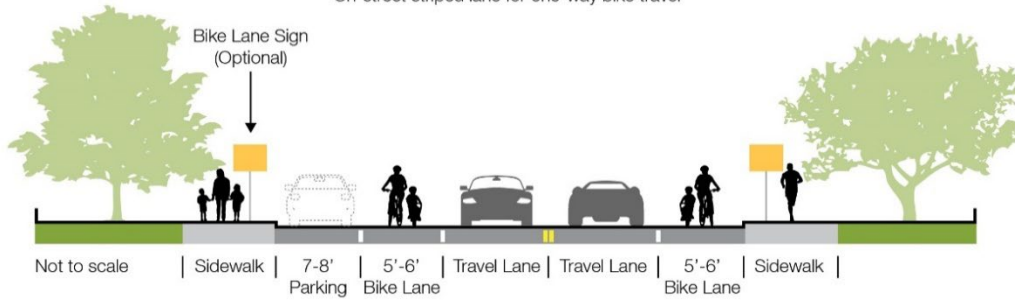 Bike Lane Sign
(Optional)
Not to scale
Sidewalk
7-8'
Parking
5'-6'
Bike Lane
Travel Lane
Travel Lane
5'-6'
Bike Lane
Sidewalk